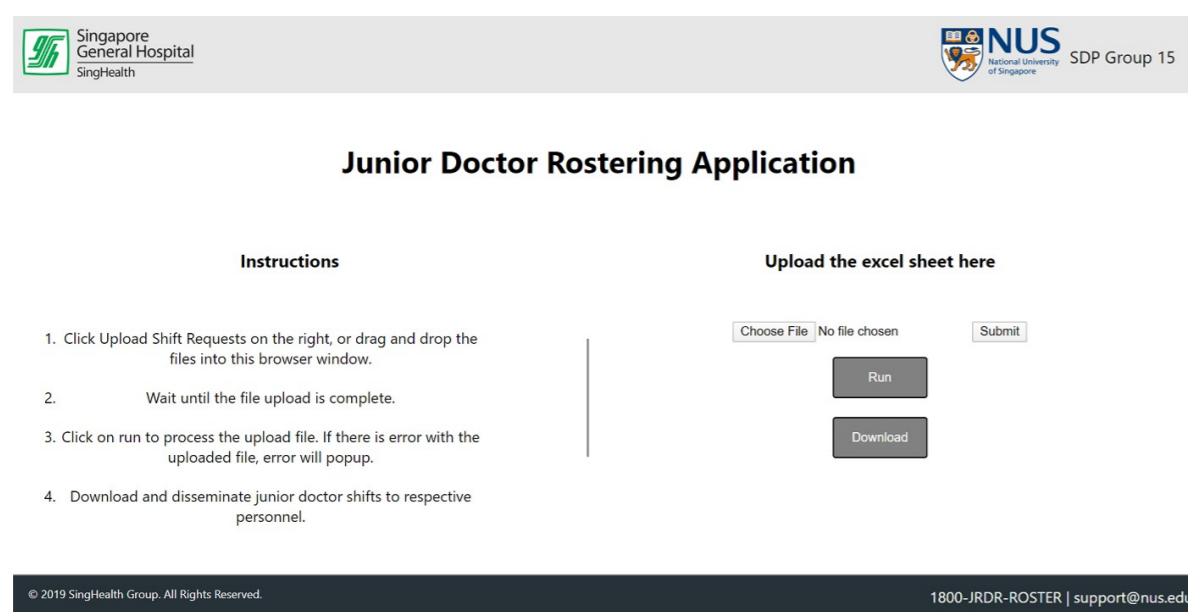 Singapore
General Hospital
SingHealth
NUS
National University
of Singapore
SDP Group 15
Junior Doctor Rostering Application
Instructions
1. Click Upload Shift Requests on the right, or drag and drop the
files into this browser window.
2. Wait until the file upload is complete.
3. Click on run to process the upload file. If there is error with the
uploaded file, error will popup.
4. Download and disseminate junior doctor shifts to respective
personnel.
Upload the excel sheet here
Choose File No file chosen
Submit
Run
Download
© 2019 SingHealth Group. All Rights Reserved.
1800-JRDR-ROSTER | support@nus.edu